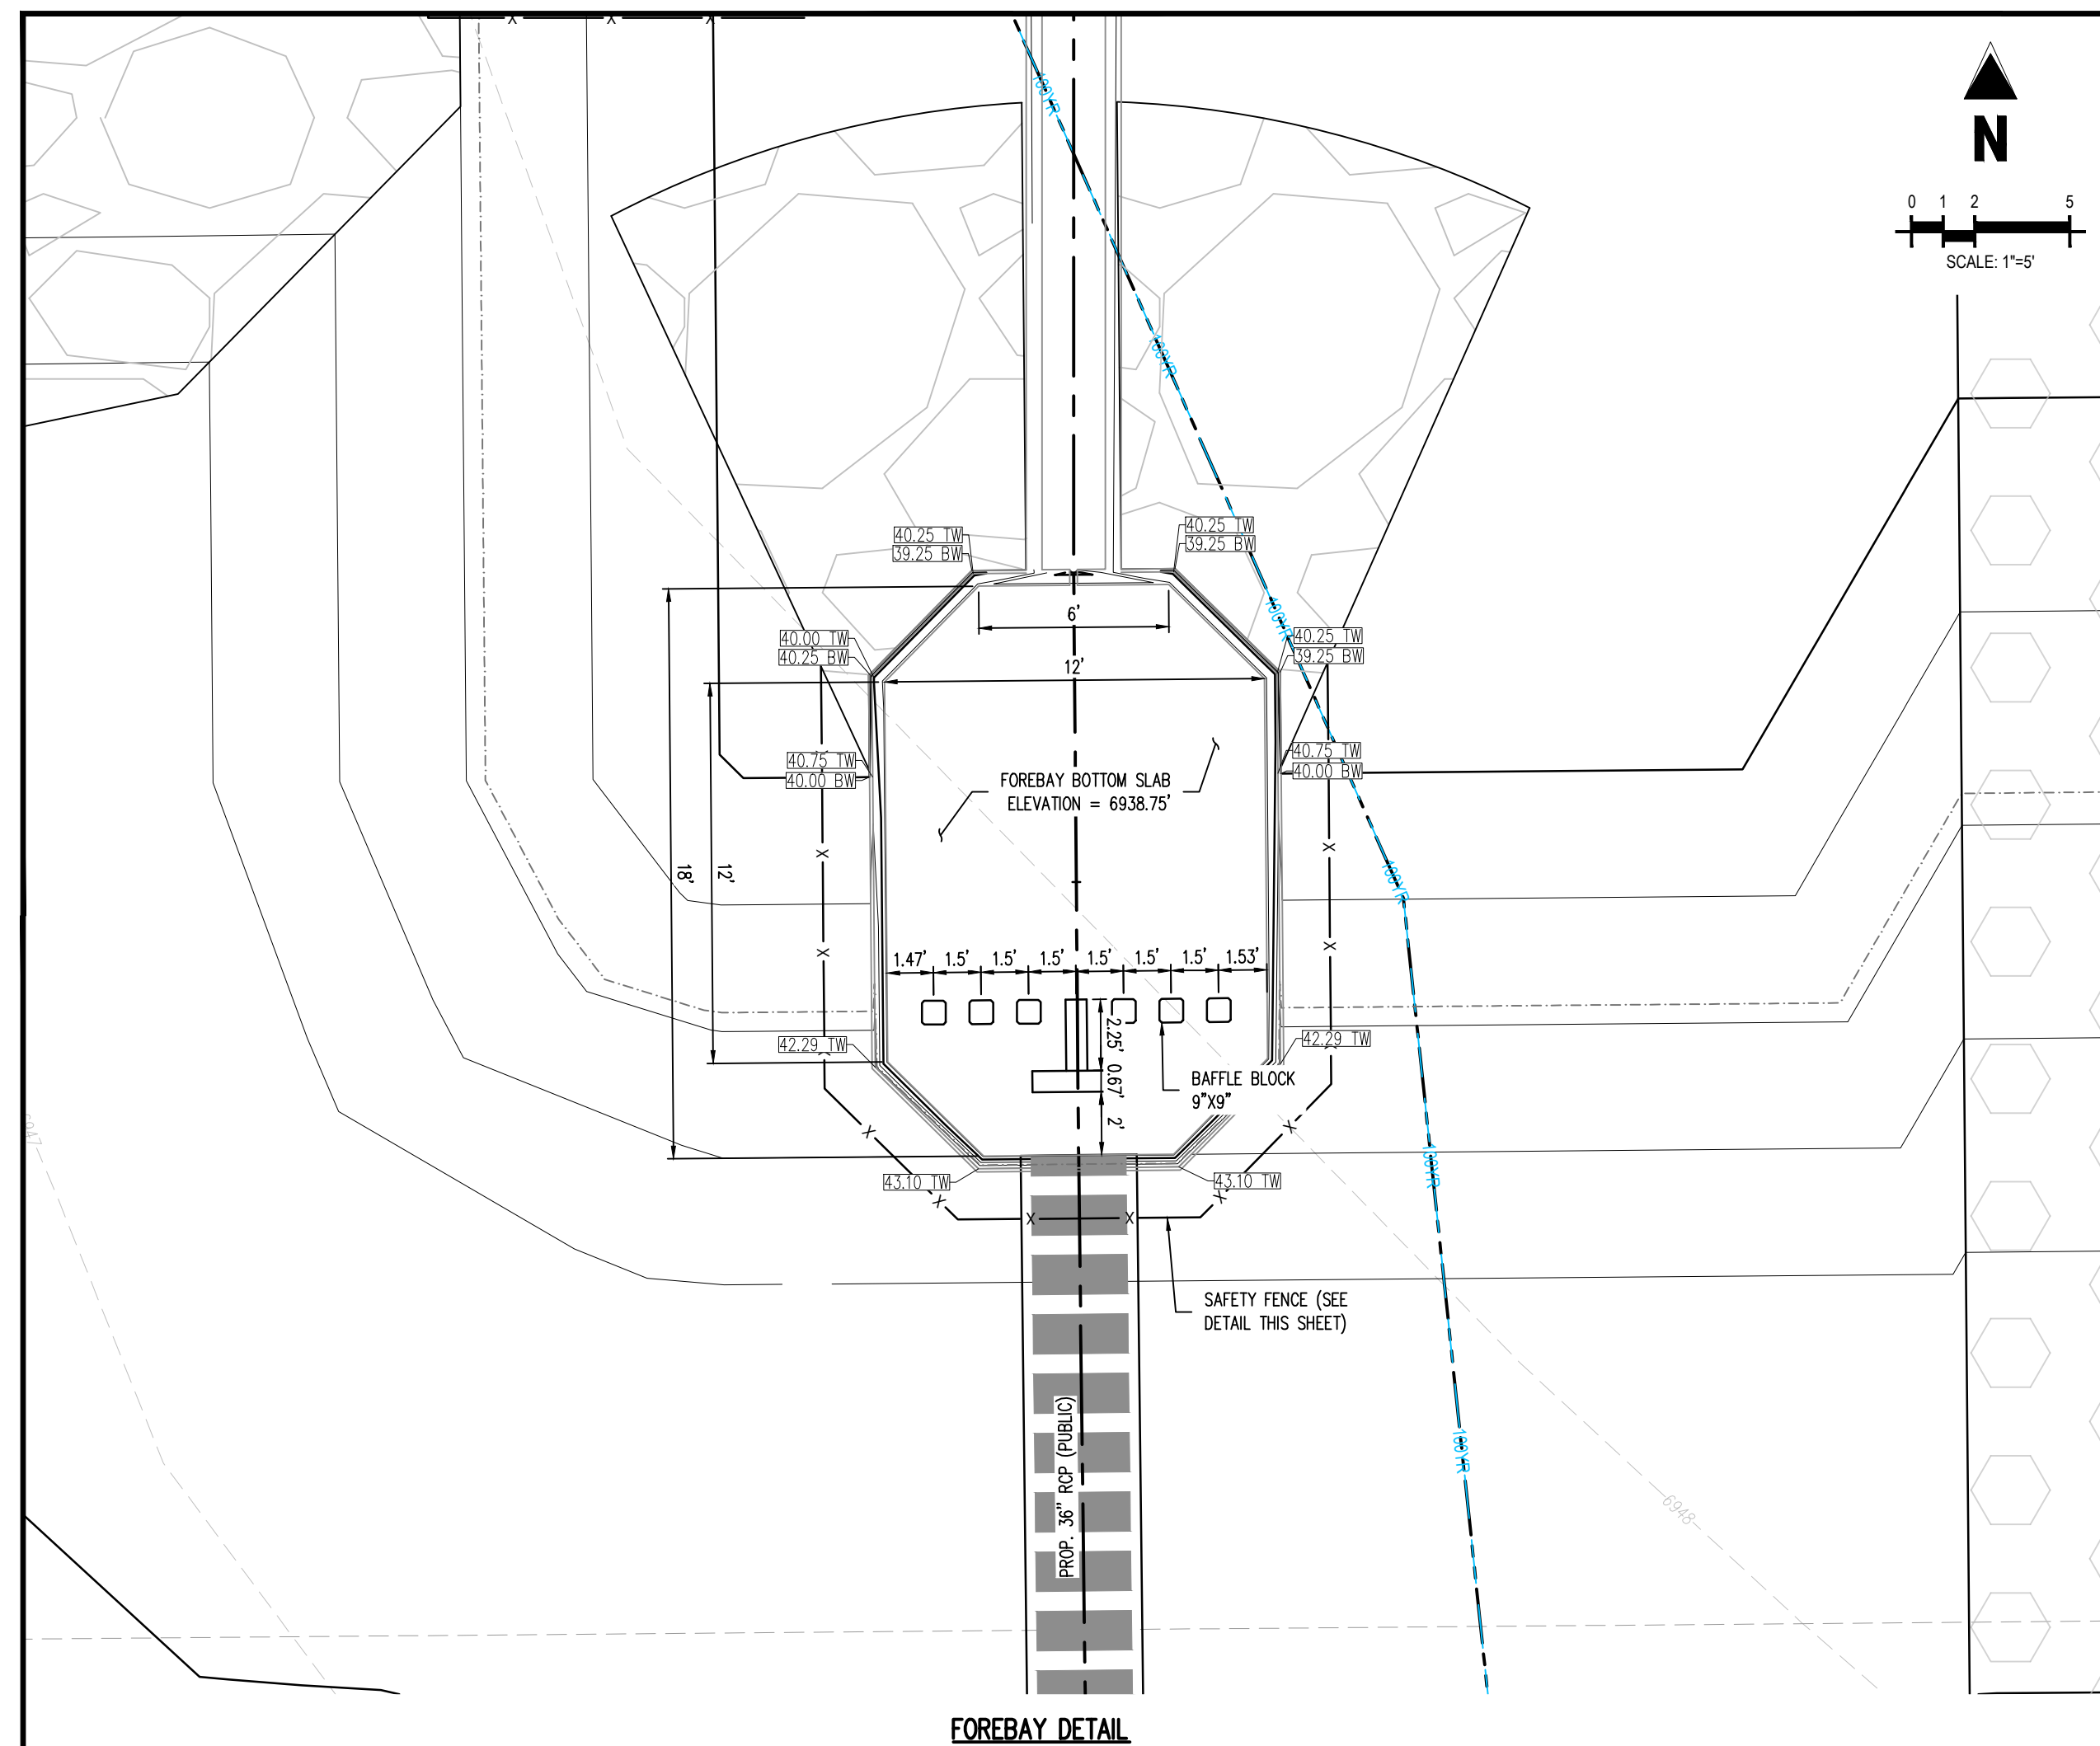 X X X
100YR
N
0 1 2 5
SCALE: 1"=5'
100YR
40.25 TW
39.25 BW
40.25 TW
39.25 BW
100YR
6'
40.00 TW
40.25 BW
40.25 TW
39.25 BW
12'
40.75 TW
40.00 BW
40.75 TW
40.00 BW
FOREBAY BOTTOM SLAB
ELEVATION = 6938.75'
X
X
18'
12'
100YR
X
X
1.47' 1.5' 1.5' 1.5' 1.5' 1.5' 1.5' 1.53'
2.25' 0.67' 2'
42.29 TW
42.29 TW
BAFFLE BLOCK
9"X9"
6947
X
X
100YR
43.10 TW
43.10 TW
X
X
X X
SAFETY FENCE (SEE
DETAIL THIS SHEET)
PROP. 36" RCP (PUBLIC)
100YR
6948
FOREBAY DETAIL